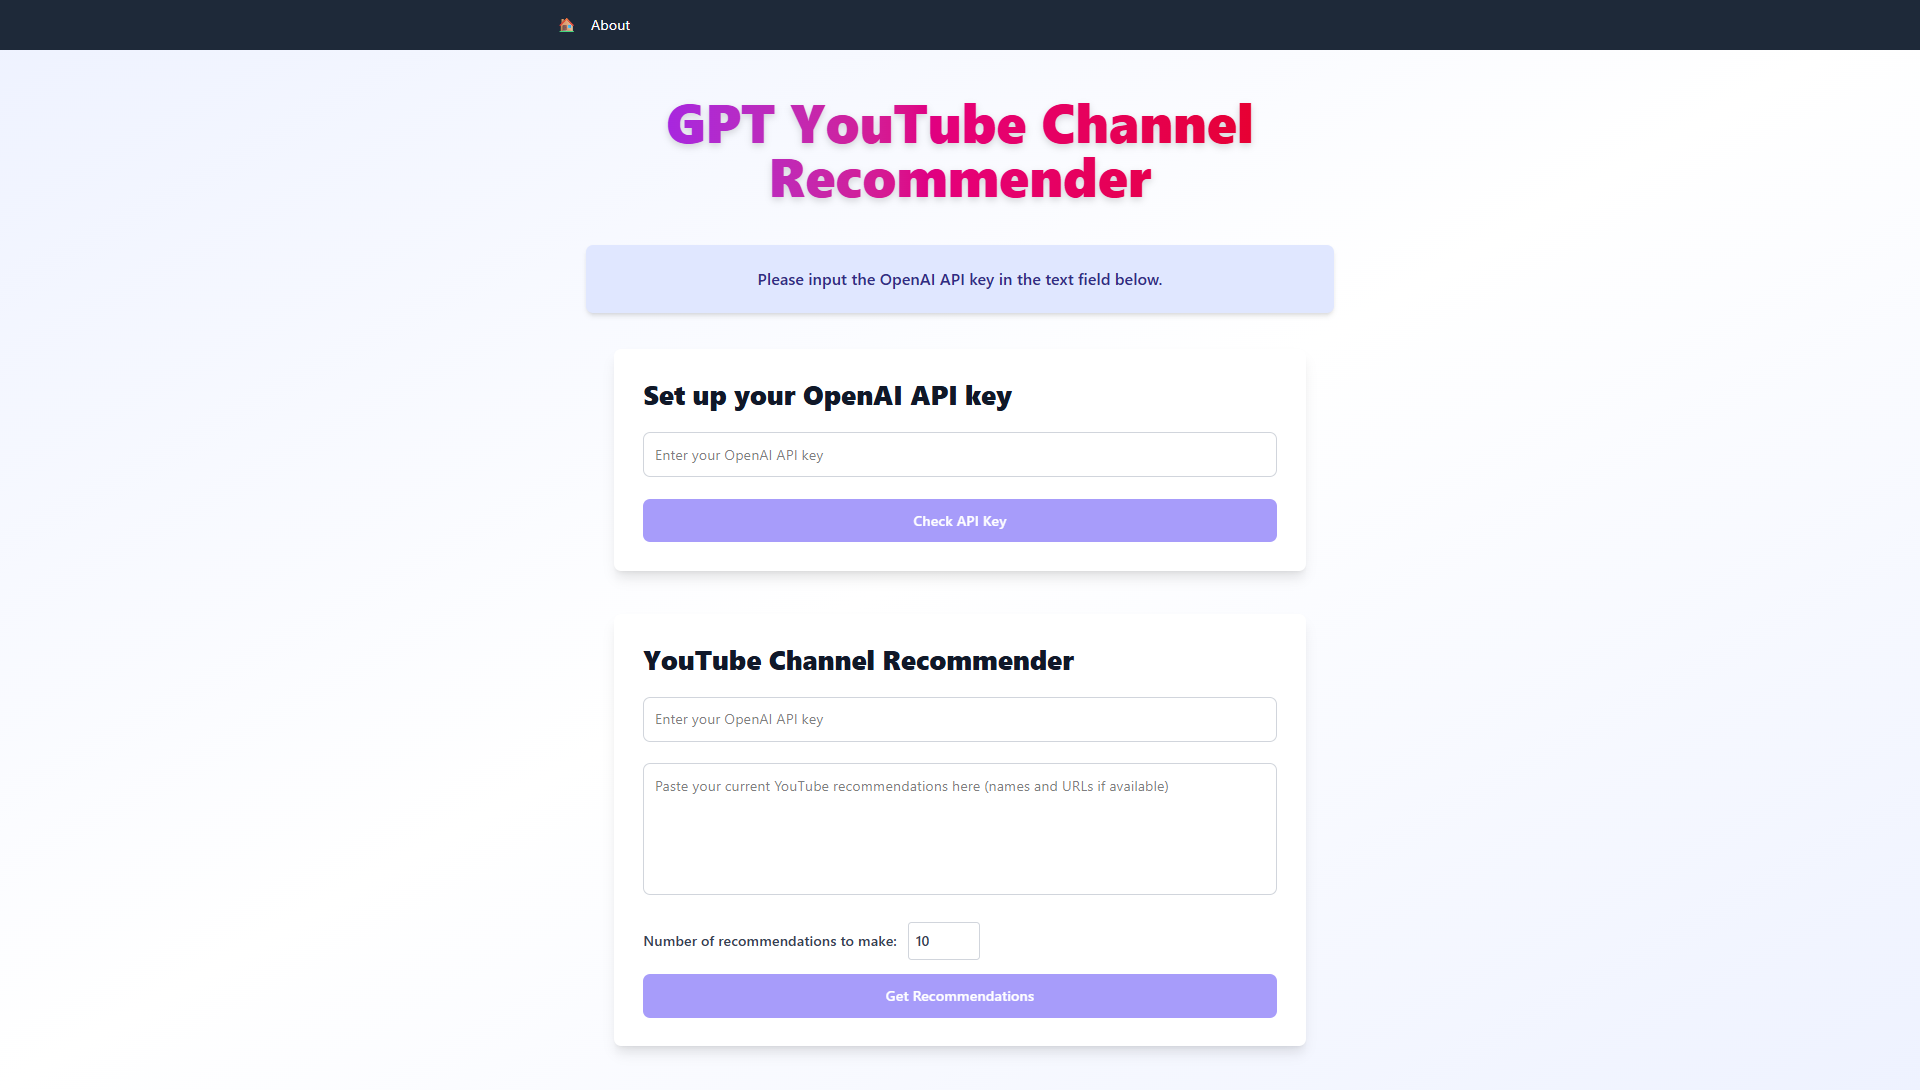 About
GPT YouTube Channel
Recommender
Please input the OpenAI API key in the text field below.
Set up your OpenAI API key
Enter your OpenAI API key
Check API Key
YouTube Channel Recommender
Enter your OpenAI API key
Paste your current YouTube recommendations here (names and URLs if available)
Number of recommendations to make: 10
Get Recommendations